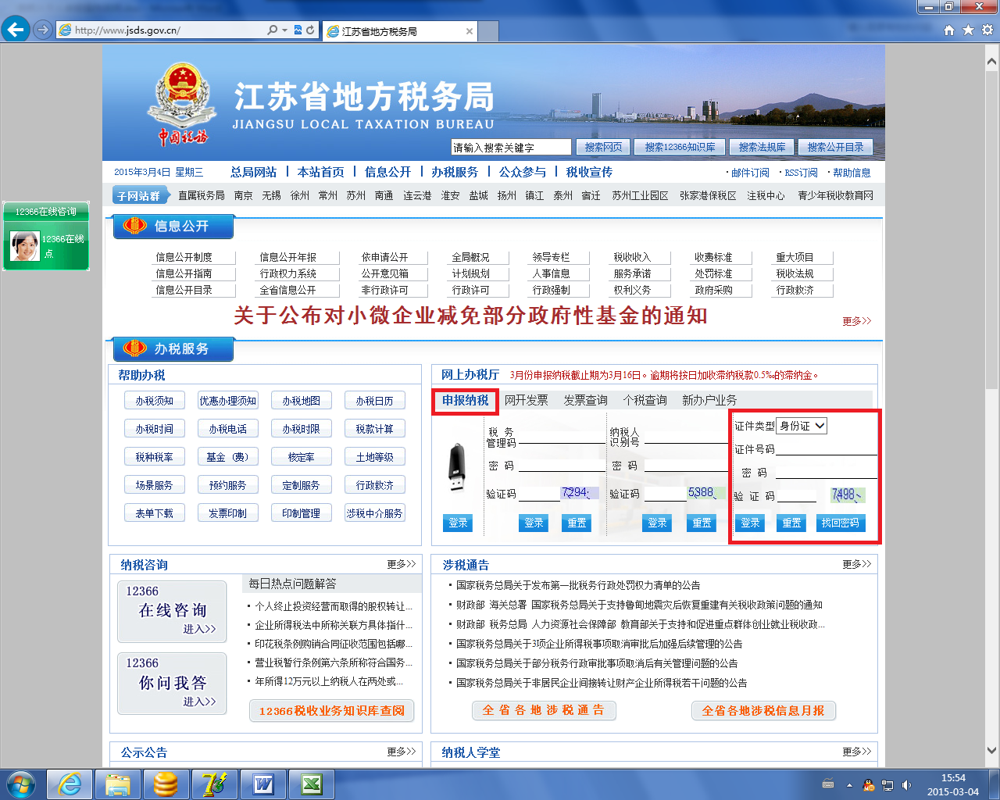 http://www.jsds.gov.cn/
江苏省地方税务局
中国税务
江苏省地方税务局
JIANGSU LOCAL TAXATION BUREAU
请输入搜索关键字 搜索网页 搜索12366知识库 搜索法规库 搜索公开目录
2015年3月4日 星期三 总局网站 本站首页 信息公开 办税服务 公众参与 税收宣传 ·邮件订阅 ·RSS订阅 ·帮助信息
子网站群 直属税务局 南京 无锡 徐州 常州 苏州 南通 连云港 淮安 盐城 扬州 镇江 泰州 宿迁 苏州工业园区 张家港保税区 注税中心 青少年税收教育网
12366在线咨询
12366在线
点
信息公开
信息公开制度 信息公开年报 依申请公开 全局概况 领导专栏 税收收入 收费标准 重大项目
信息公开指南 行政权力系统 公开意见箱 计划规划 人事信息 服务承诺 处罚标准 税收法规
信息公开目录 全省信息公开 非行政许可 行政许可 行政强制 权利义务 政府采购 行政救济
关于公布对小微企业减免部分政府性基金的通知
更多>>
办税服务
帮助办税
办税须知 优惠办理须知 办税地图 办税日历
办税时间 办税电话 办税时限 税款计算
税种税率 基金（费） 核定率 土地等级
场景服务 预约服务 定制服务 行政救济
表单下载 发票印制 印制管理 涉税中介服务
网上办税厅 3月份申报纳税截止期为3月16日。逾期将按日加收滞纳税款0.5‰的滞纳金。
申报纳税 网开发票 发票查询 个税查询 新办户业务
登录
税 务
管理码
密 码
验证码 7294
登录 重置
纳税人
识别号
密 码
验证码 5388
登录 重置
证件类型 身份证
证件号码
密 码
验 证 码 7498
登录 重置 找回密码
纳税咨询 更多>>
12366
在线咨询
进入>>
12366
你问我答
进入>>
每日热点问题解答
· 个人终止投资经营而取得的股权转让...
· 企业所得税法中所称关联方具体指什...
· 印花税条例购销合同征收范围包括哪...
· 营业税暂行条例第六条所称符合国务...
· 年所得12万元以上纳税人在两处或...
12366税收业务知识库查阅
涉税通告 更多>>
· 国家税务总局关于发布第一批税务行政处罚权力清单的公告
· 财政部 海关总署 国家税务总局关于支持鲁甸地震灾后恢复重建有关税收政策问题的通知
· 财政部 税务总局 人力资源社会保障部 教育部关于支持和促进重点群体创业就业税收政...
· 国家税务总局关于3项企业所得税事项取消审批后加强后续管理的公告
· 国家税务总局关于部分税务行政审批事项取消后有关管理问题的公告
· 国家税务总局关于非居民企业间接转让财产企业所得税若干问题的公告
全省各地涉税通告 全省各地涉税信息月报
公示公告 更多>>
纳税人学堂 更多>>
15:54
2015-03-04